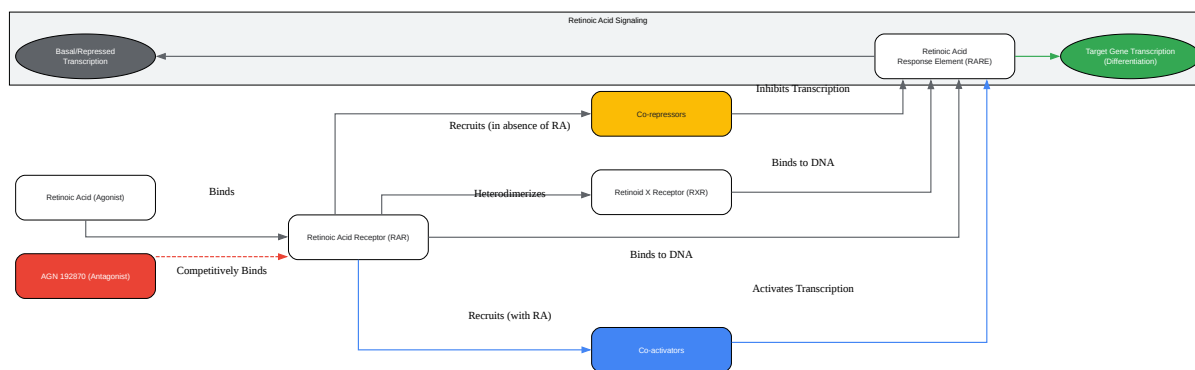 Retinoic Acid Signaling
Basal/Repressed
Transcription
Retinoic Acid
Response Element (RARE)
Target Gene Transcription
(Differentiation)
Inhibits Transcription
Co-repressors
Recruits (in absence of RA)
Binds to DNA
Retinoic Acid (Agonist)
Binds
Heterodimerizes
Retinoid X Receptor (RXR)
Retinoic Acid Receptor (RAR)
Binds to DNA
AGN 192870 (Antagonist)
Competitively Binds
Activates Transcription
Recruits (with RA)
Co-activators